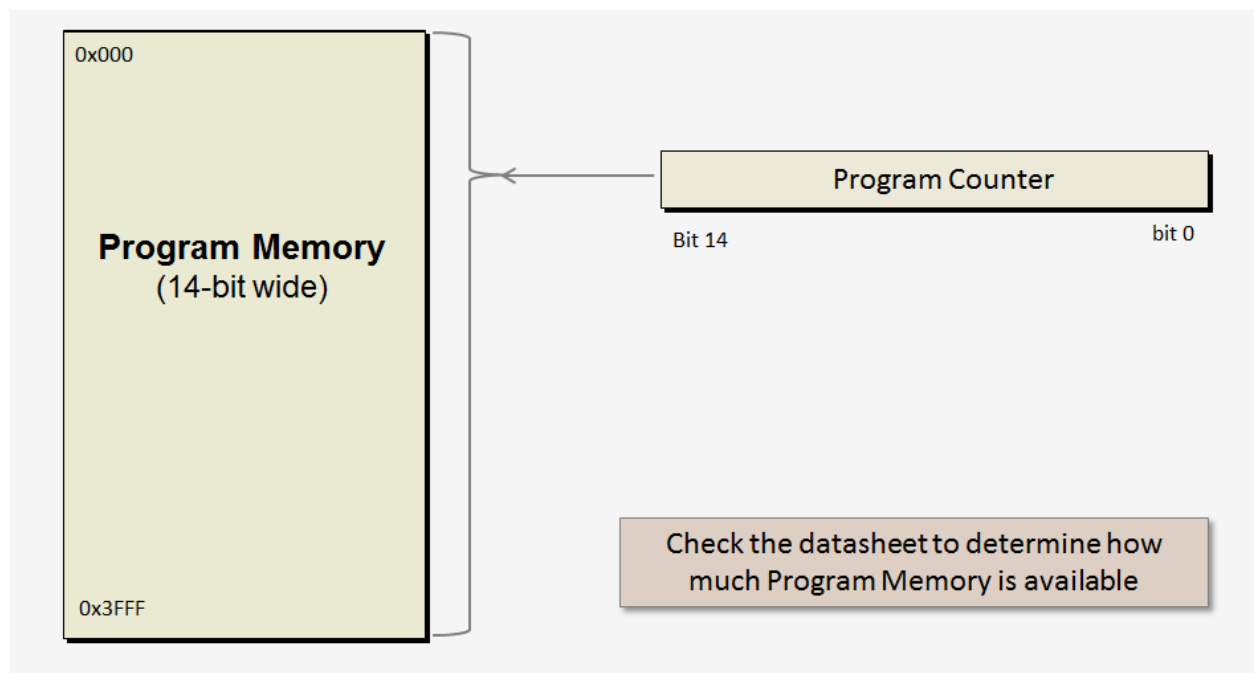 0x000
Program Memory
(14-bit wide)
0x3FFF
Program Counter
Bit 14
bit 0
Check the datasheet to determine how
much Program Memory is available